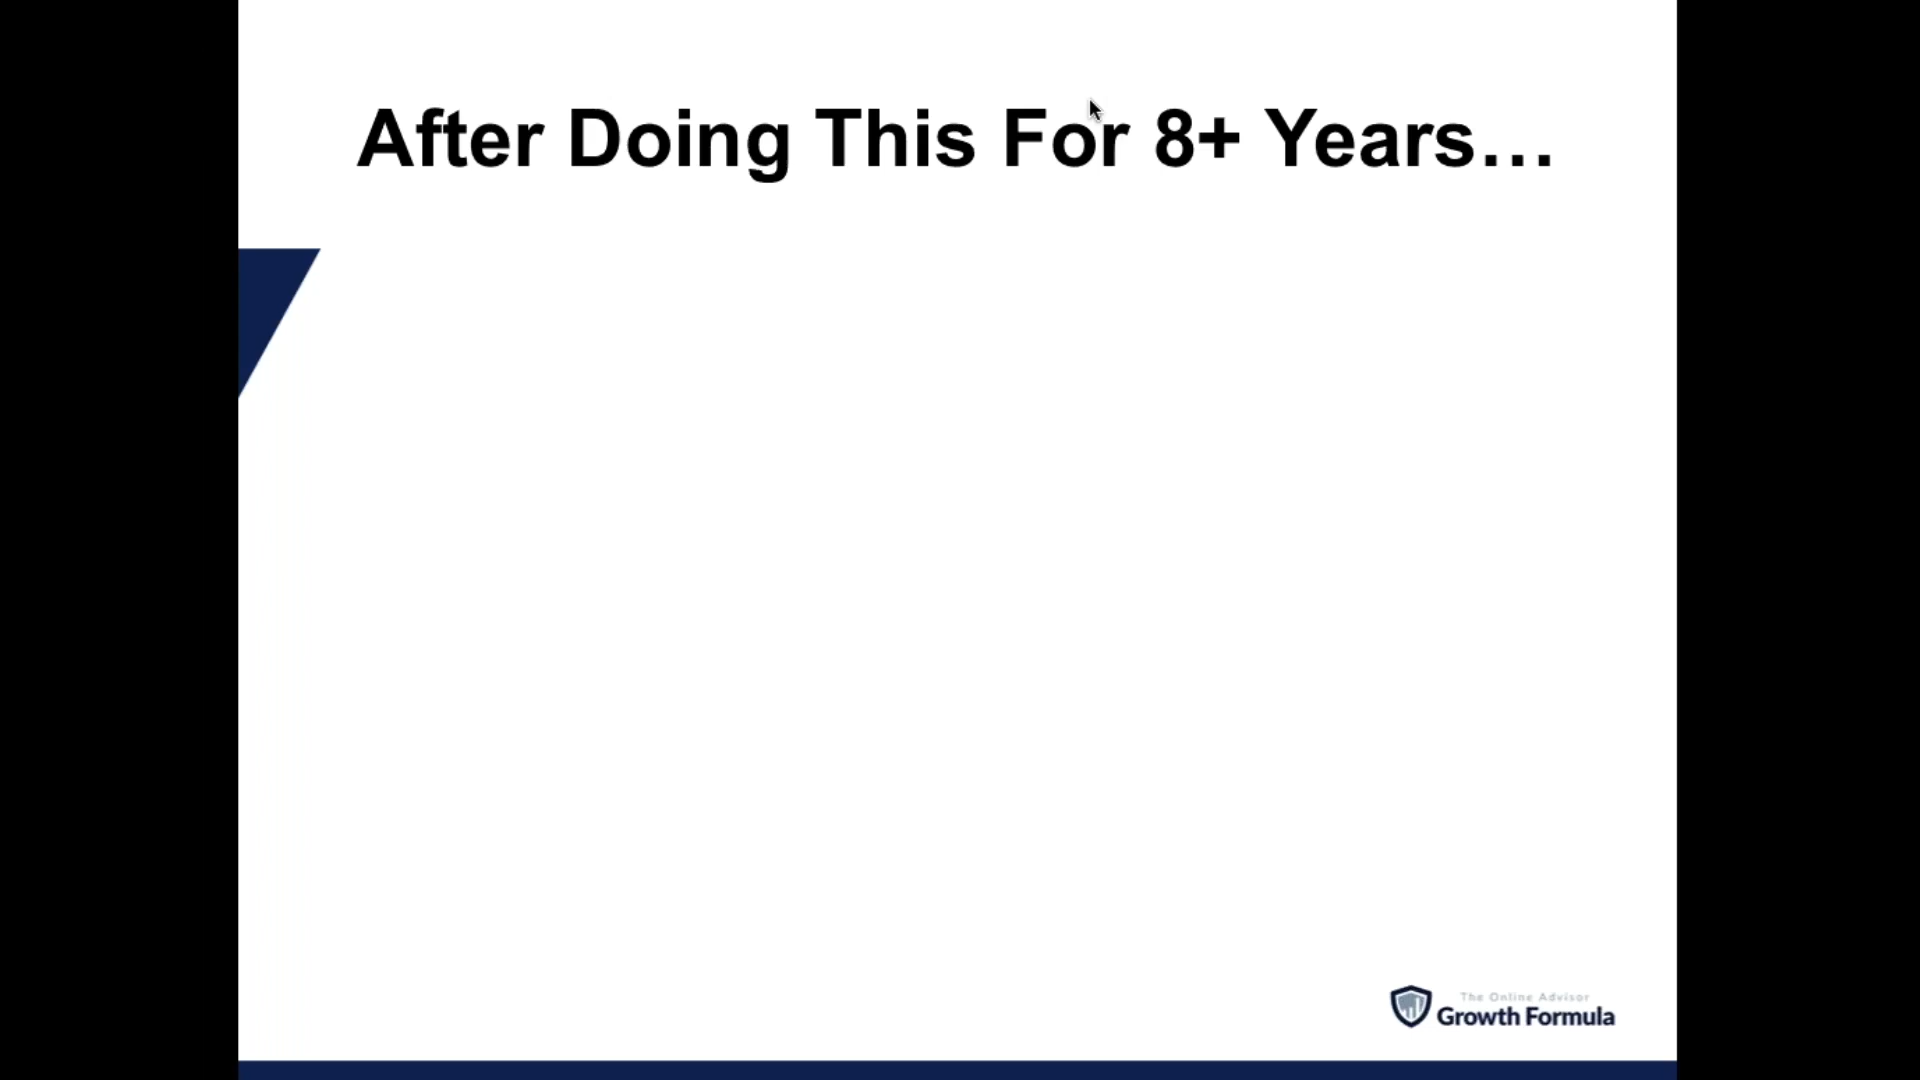 After Doing This For 8+ Years…
The Online Advisor
Growth Formula